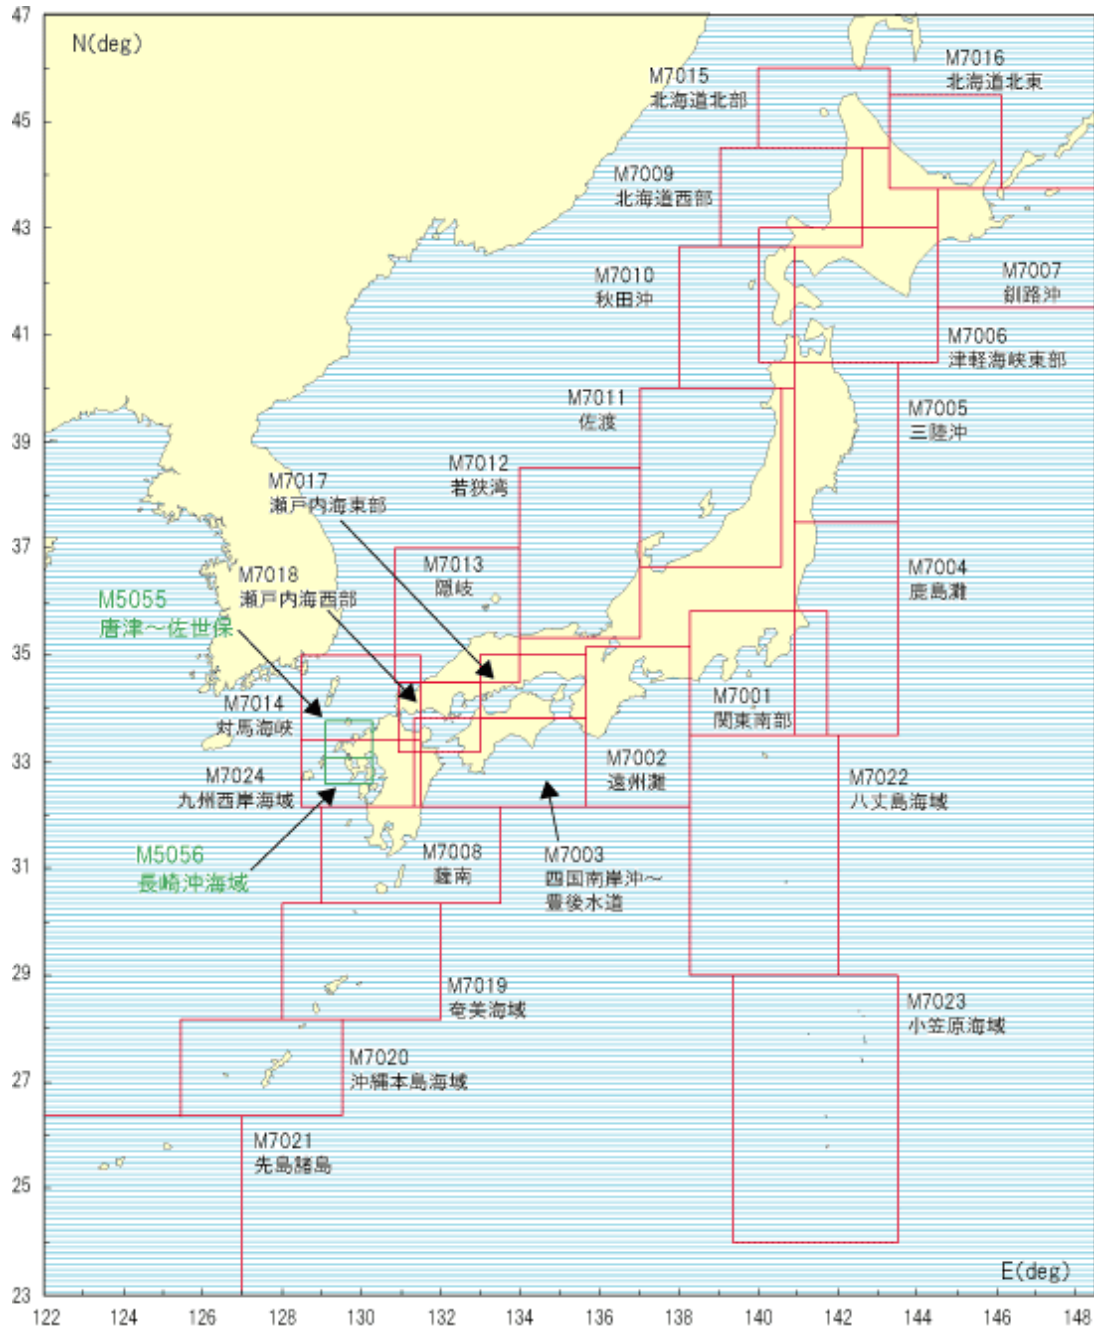 47
N(deg)
M7015
北海道北部
M7016
北海道北東
45
M7009
北海道西部
43
M7010
秋田沖
M7007
釧路沖
41
M7006
津軽海峡東部
M7011
佐渡
M7005
三陸沖
39
M7012
若狭湾
M7017
瀬戸内海東部
37
M7013
隠岐
M7004
鹿島灘
M7018
瀬戸内海西部
M5055
唐津～佐世保
35
M7014
対馬海峡
M7001
関東南部
33
M7024
九州西岸海域
M7002
遠州灘
M7022
八丈島海域
31
M5056
長崎沖海域
M7008
薩南
M7003
四国南岸沖～
豊後水道
29
M7019
奄美海域
M7023
小笠原海域
27
M7020
沖縄本島海域
M7021
先島諸島
25
E(deg)
23
122 124 126 128 130 132 134 136 138 140 142 144 146 148